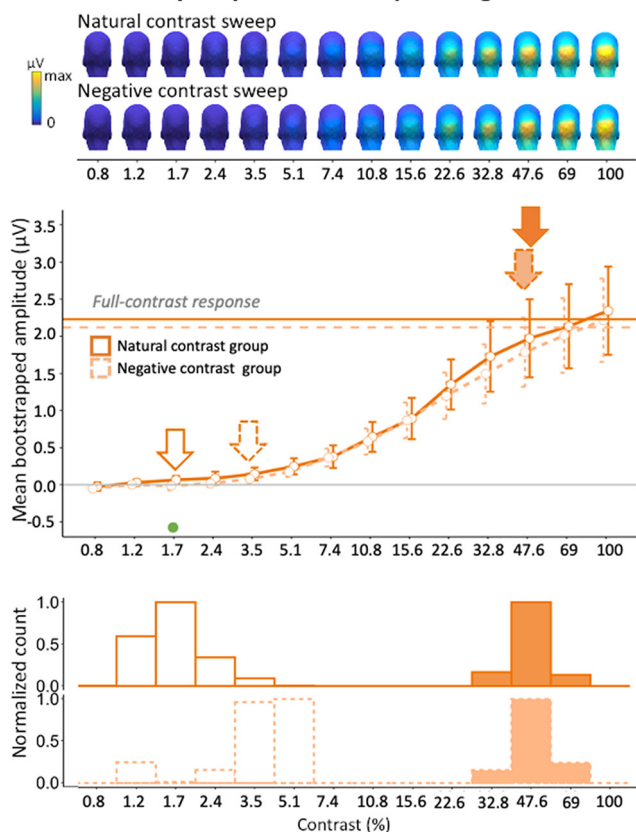 Natural contrast sweep
μV
max
0
Negative contrast sweep
0.8 1.2 1.7 2.4 3.5 5.1 7.4 10.8 15.6 22.6 32.8 47.6 69 100
Mean bootstrapped amplitude (μV)
3.5
3.0
2.5
2.0
1.5
1.0
0.5
0.0
-0.5
Full-contrast response
Natural contrast group
Negative contrast group
0.8 1.2 1.7 2.4 3.5 5.1 7.4 10.8 15.6 22.6 32.8 47.6 69 100
Normalized count
1.0
0.5
0.0
1.0
0.5
0.0
0.8 1.2 1.7 2.4 3.5 5.1 7.4 10.8 15.6 22.6 32.8 47.6 69 100
Contrast (%)